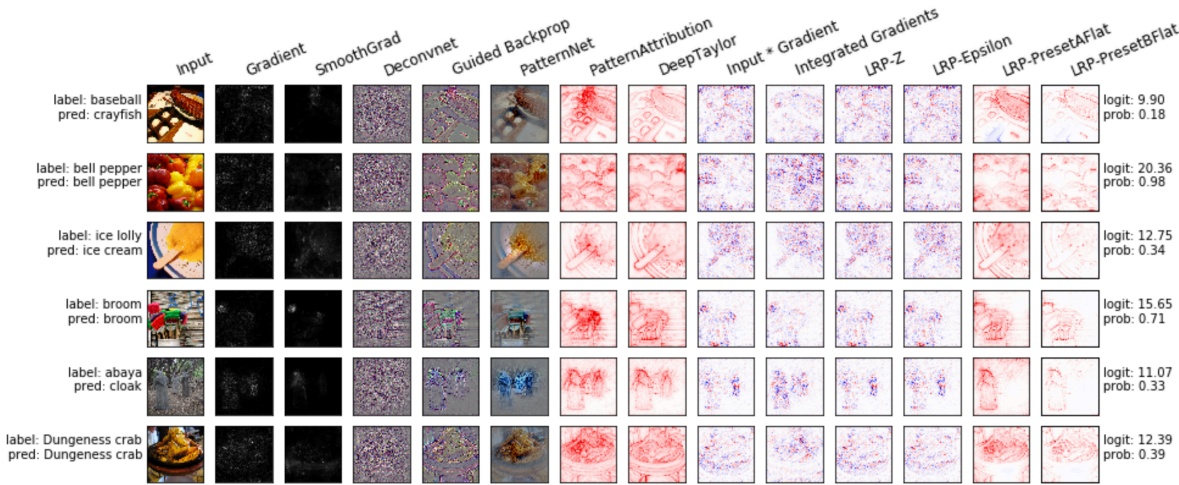 Input
Gradient
SmoothGrad
Deconvnet
Guided Backprop
PatternNet
PatternAttribution
DeepTaylor
Input * Gradient
Integrated Gradients
LRP-Z
LRP-Epsilon
LRP-PresetAFlat
LRP-PresetBFlat
label: baseball
pred: crayfish
logit: 9.90
prob: 0.18
label: bell pepper
pred: bell pepper
logit: 20.36
prob: 0.98
label: ice lolly
pred: ice cream
logit: 12.75
prob: 0.34
label: broom
pred: broom
logit: 15.65
prob: 0.71
label: abaya
pred: cloak
logit: 11.07
prob: 0.33
label: Dungeness crab
pred: Dungeness crab
logit: 12.39
prob: 0.39